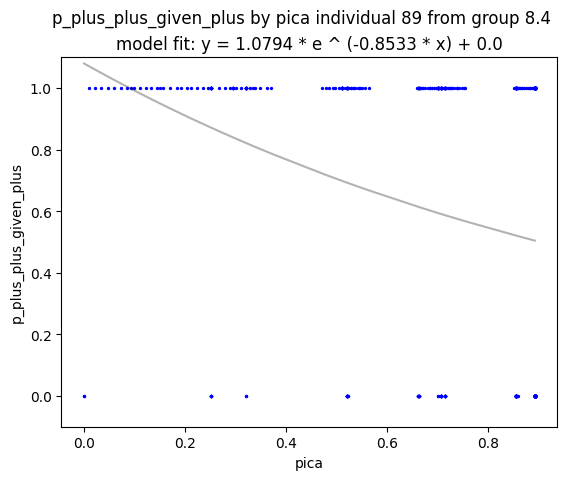 p_plus_plus_given_plus by pica individual 89 from group 8.4
model fit: y = 1.0794 * e ^ (-0.8533 * x) + 0.0
p_plus_plus_given_plus
1.0
0.8
0.6
0.4
0.2
0.0
0.0 0.2 0.4 0.6 0.8
pica